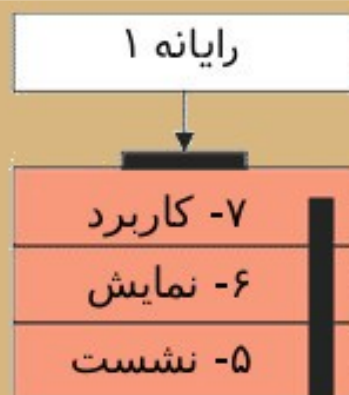 رایانه ۱
۷- کاربرد
۶- نمایش
۵- نشست